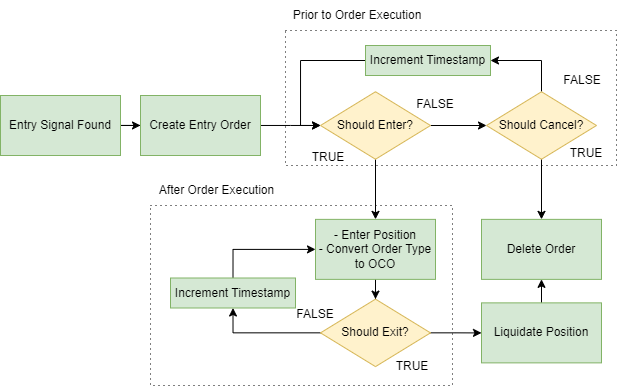 Prior to Order Execution
Increment Timestamp
FALSE
Entry Signal Found
Create Entry Order
Should Enter?
FALSE
Should Cancel?
TRUE
TRUE
After Order Execution
- Enter Position
- Convert Order Type
to OCO
Delete Order
Increment Timestamp
FALSE
Should Exit?
Liquidate Position
TRUE